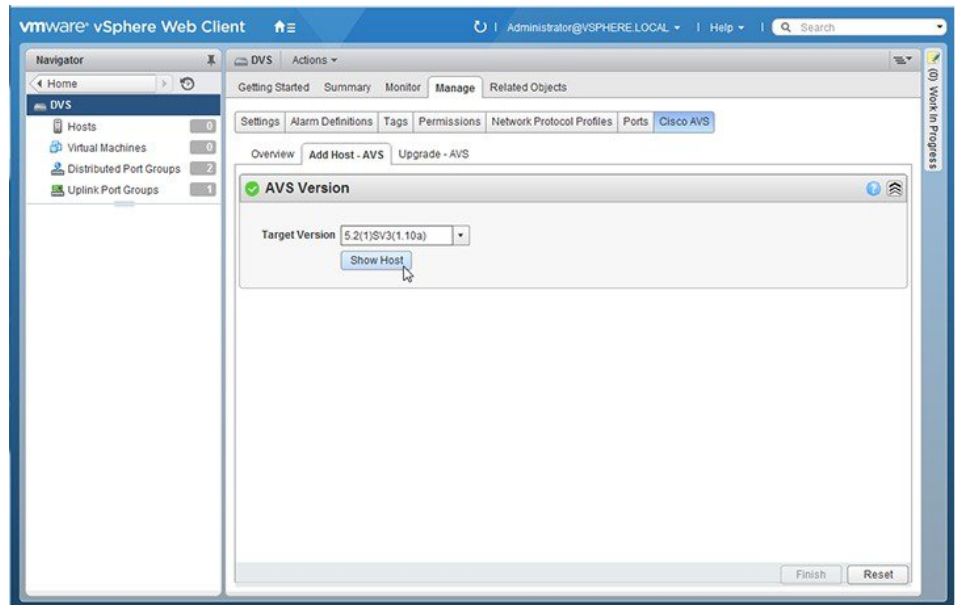 vmware® vSphere Web Client
Administrator@VSPHERE.LOCAL
Help
Search
Navigator
Home
DVS
Hosts 0
Virtual Machines 0
Distributed Port Groups 2
Uplink Port Groups 1
DVS Actions
Getting Started Summary Monitor Manage Related Objects
Settings Alarm Definitions Tags Permissions Network Protocol Profiles Ports Cisco AVS
Overview Add Host - AVS Upgrade - AVS
AVS Version
Target Version 5.2(1)SV3(1.10a)
Show Host
Finish Reset
(0) Work In Progress